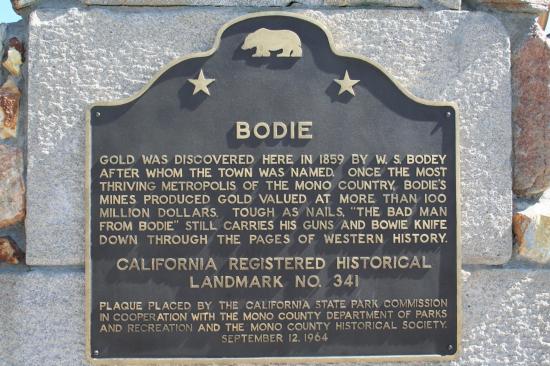 BODIE
GOLD WAS DISCOVERED HERE IN 1859 BY W. S. BODEY
AFTER WHOM THE TOWN WAS NAMED. ONCE THE MOST
THRIVING METROPOLIS OF THE MONO COUNTRY, BODIE'S
MINES PRODUCED GOLD VALUED AT MORE THAN 100
MILLION DOLLARS. TOUGH AS NAILS, "THE BAD MAN
FROM BODIE" STILL CARRIES HIS GUNS AND BOWIE KNIFE
DOWN THROUGH THE PAGES OF WESTERN HISTORY.
CALIFORNIA REGISTERED HISTORICAL
LANDMARK NO. 341
PLAQUE PLACED BY THE CALIFORNIA STATE PARK COMMISSION
IN COOPERATION WITH THE MONO COUNTY DEPARTMENT OF PARKS
AND RECREATION AND THE MONO COUNTY HISTORICAL SOCIETY.
SEPTEMBER 12, 1964